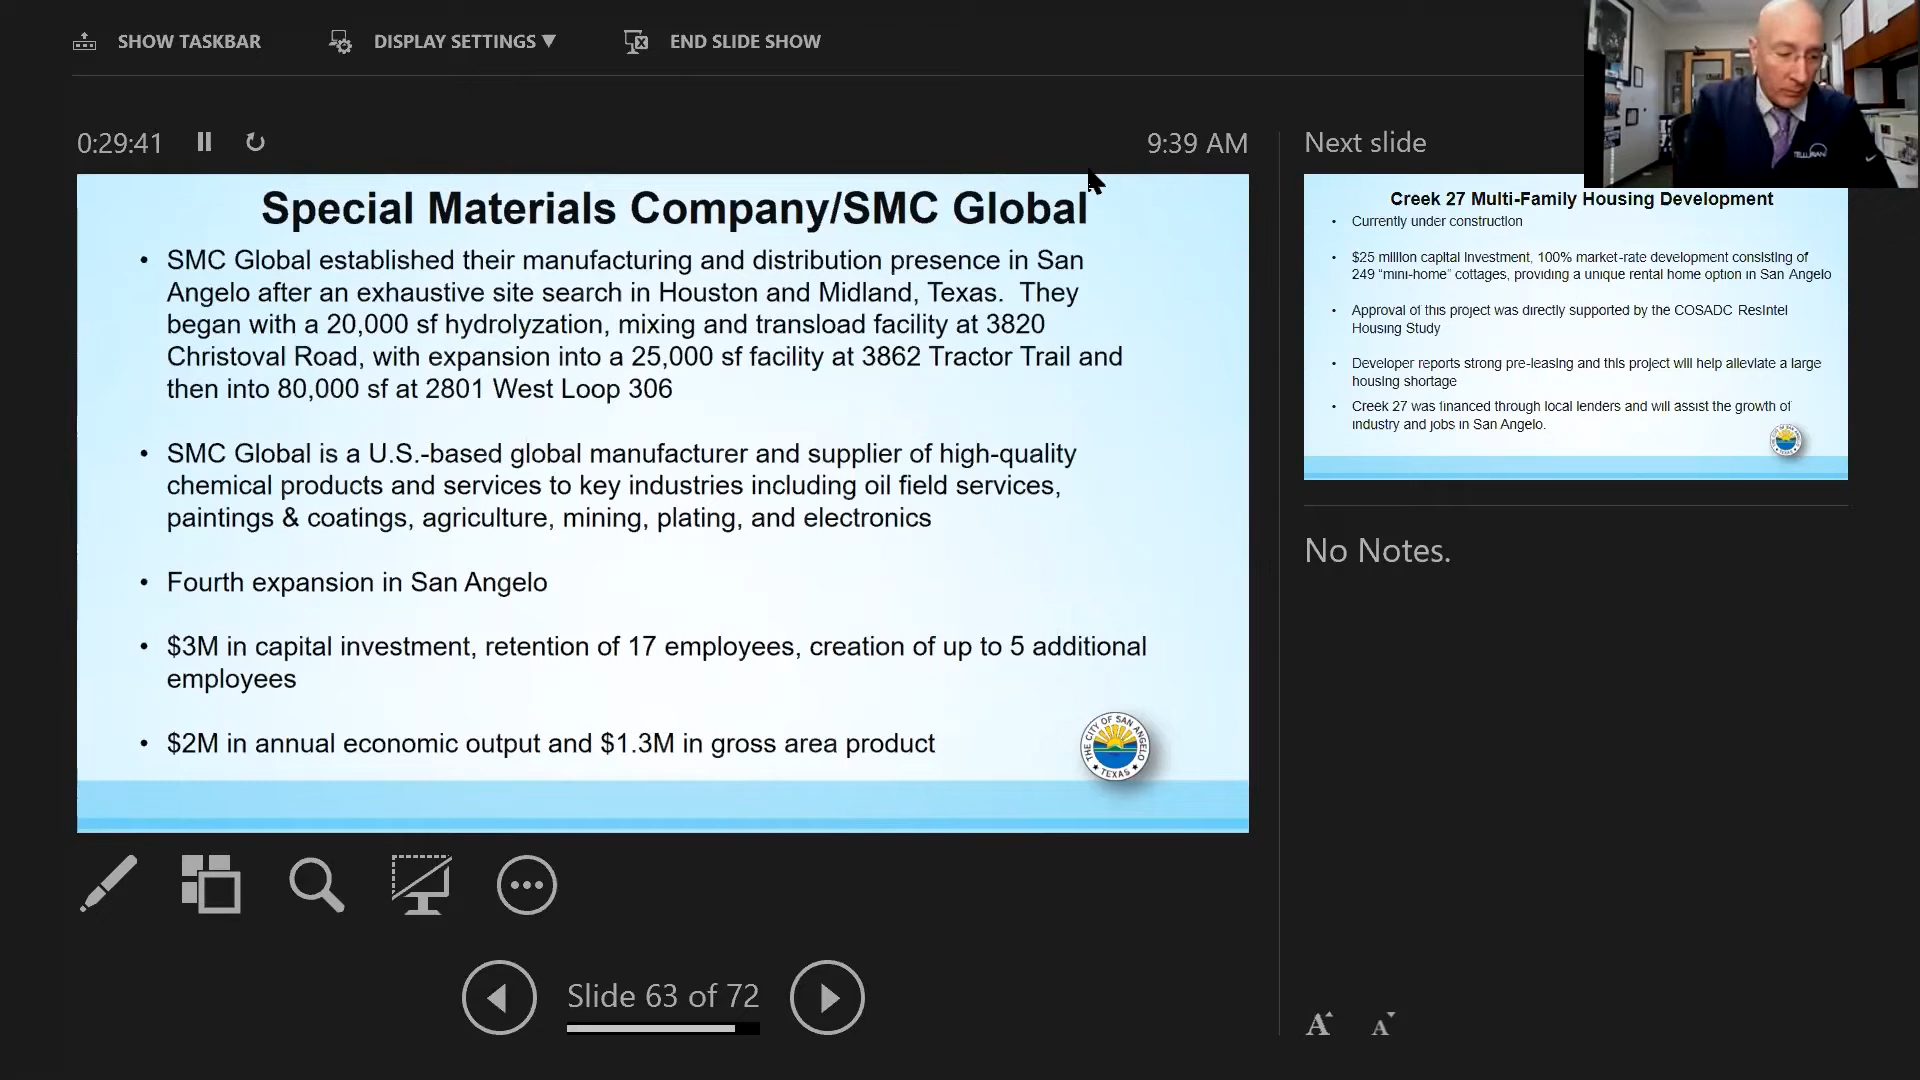 SHOW TASKBAR
DISPLAY SETTINGS ▼
END SLIDE SHOW
0:29:41
9:39 AM
Next slide
Special Materials Company/SMC Global
• SMC Global established their manufacturing and distribution presence in San
Angelo after an exhaustive site search in Houston and Midland, Texas. They
began with a 20,000 sf hydrolyzation, mixing and transload facility at 3820
Christoval Road, with expansion into a 25,000 sf facility at 3862 Tractor Trail and
then into 80,000 sf at 2801 West Loop 306
• SMC Global is a U.S.-based global manufacturer and supplier of high-quality
chemical products and services to key industries including oil field services,
paintings & coatings, agriculture, mining, plating, and electronics
• Fourth expansion in San Angelo
• $3M in capital investment, retention of 17 employees, creation of up to 5 additional
employees
• $2M in annual economic output and $1.3M in gross area product
THE CITY OF SAN ANGELO
TEXAS
Creek 27 Multi-Family Housing Development
• Currently under construction
• $25 million capital investment, 100% market-rate development consisting of
249 "mini-home" cottages, providing a unique rental home option in San Angelo
• Approval of this project was directly supported by the COSADC ResIntel
Housing Study
• Developer reports strong pre-leasing and this project will help alleviate a large
housing shortage
• Creek 27 was financed through local lenders and will assist the growth of
industry and jobs in San Angelo.
No Notes.
Slide 63 of 72
A
A